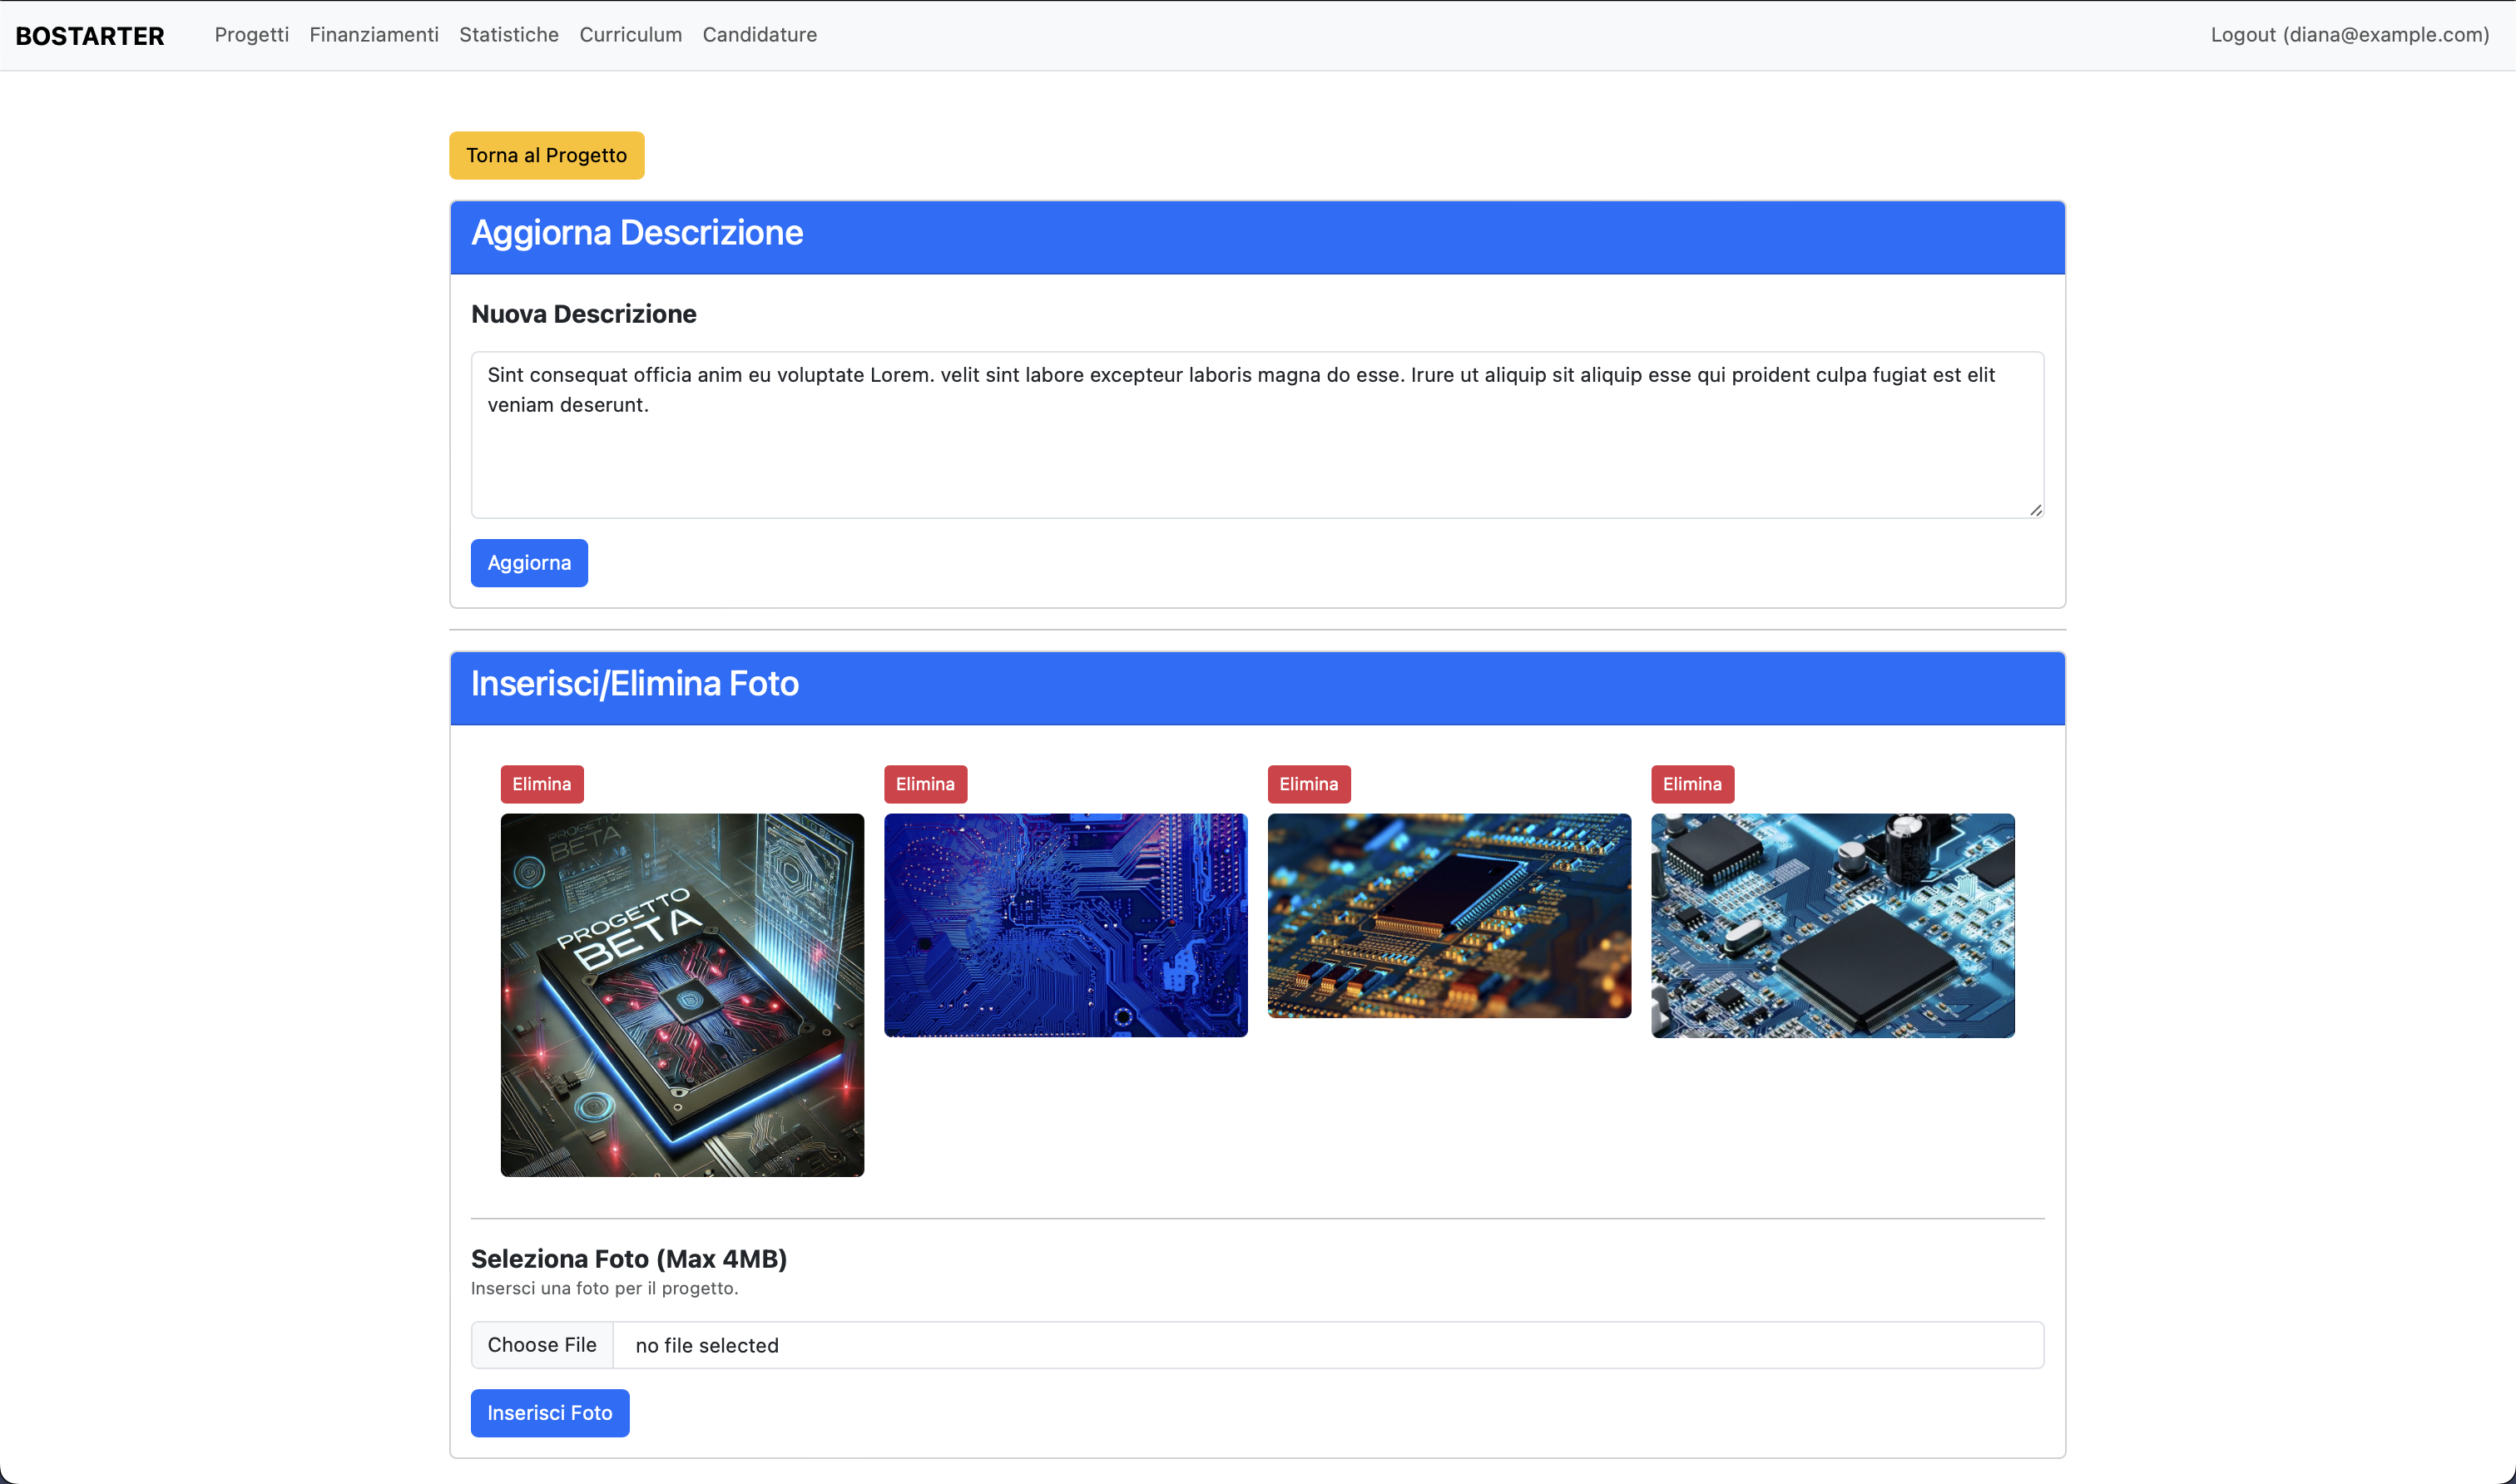 BOSTARTER Progetti Finanziamenti Statistiche Curriculum Candidature Logout (diana@example.com)
Torna al Progetto
Aggiorna Descrizione
Nuova Descrizione
Sint consequat officia anim eu voluptate Lorem. velit sint labore excepteur laboris magna do esse. Irure ut aliquip sit aliquip esse qui proident culpa fugiat est elit
veniam deserunt.
Aggiorna
Inserisci/Elimina Foto
Elimina Elimina Elimina Elimina
PROGETTO
BETA
PROGETTO
BETA
Seleziona Foto (Max 4MB)
Insersci una foto per il progetto.
Choose File no file selected
Inserisci Foto